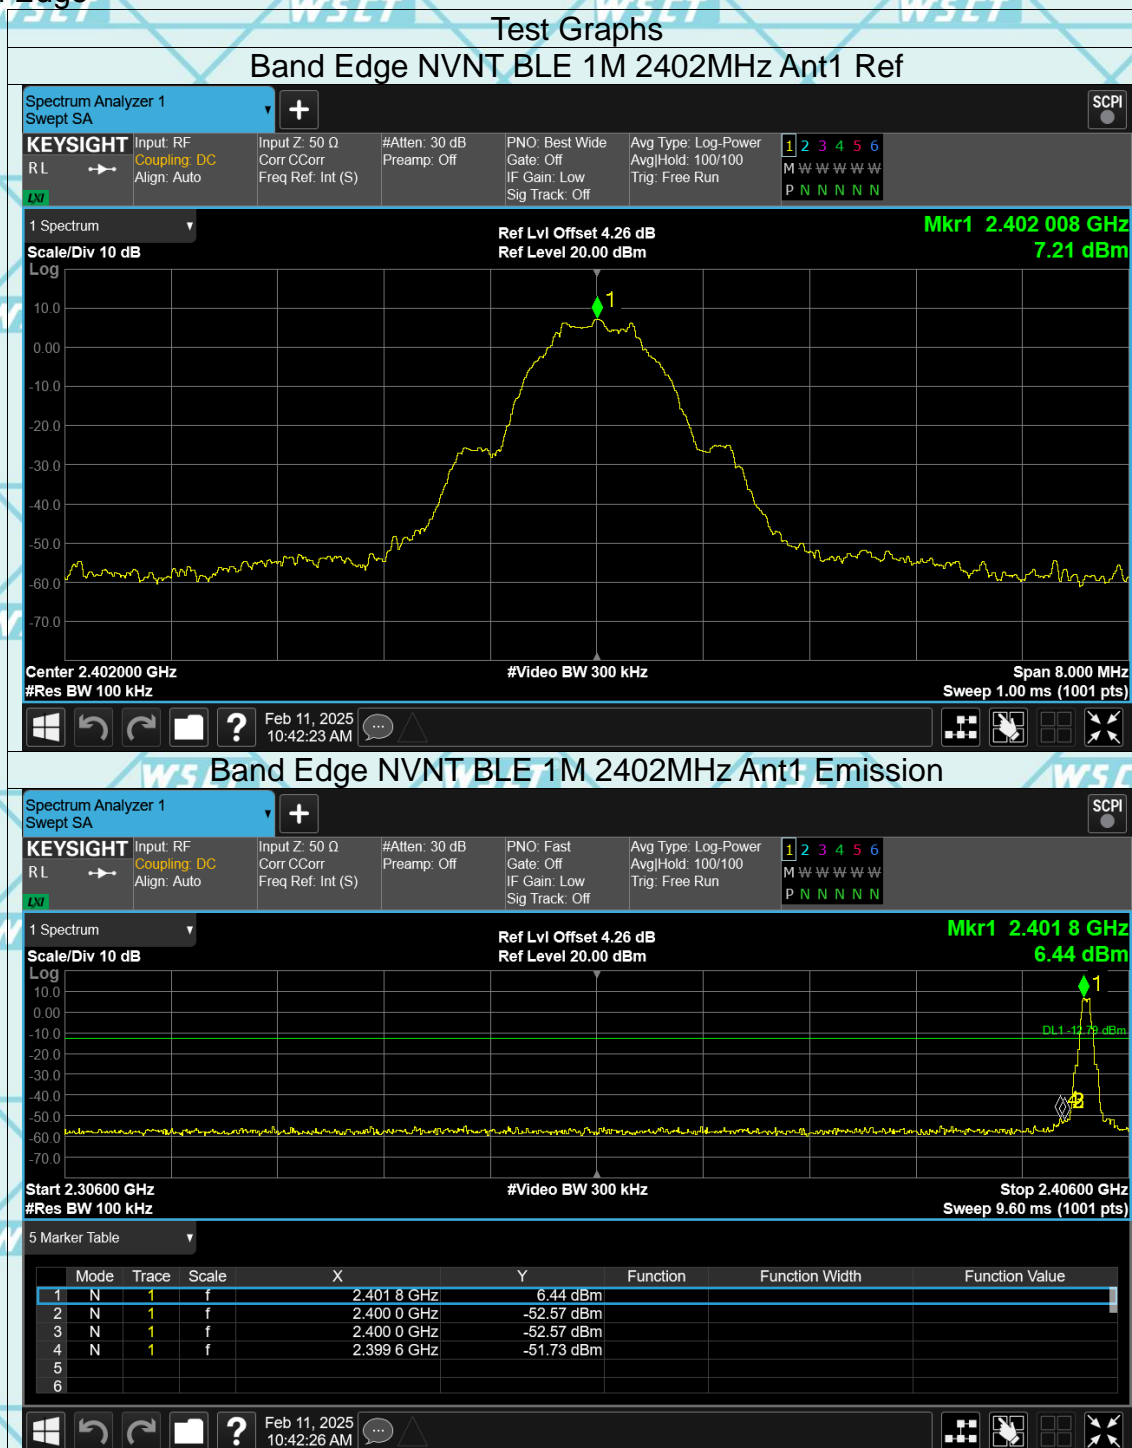 Test Graphs
Band Edge NVNT BLE 1M 2402MHz Ant1 Ref
Spectrum Analyzer 1
Swept SA
SCPI
KEYSIGHT Input: RF Input Z: 50 Ω #Atten: 30 dB PNO: Best Wide Avg Type: Log-Power 1 2 3 4 5 6
RL Coupling: DC Corr CCorr Preamp: Off Gate: Off Avg|Hold: 100/100 M W W W W W
Align: Auto Freq Ref: Int (S) IF Gain: Low Trig: Free Run
LXI Sig Track: Off P N N N N N
1 Spectrum
Scale/Div 10 dB
Ref Lvl Offset 4.26 dB
Ref Level 20.00 dBm
Mkr1 2.402 008 GHz
7.21 dBm
Log
1
10.0
0.00
-10.0
-20.0
-30.0
-40.0
-50.0
-60.0
-70.0
Center 2.402000 GHz #Video BW 300 kHz Span 8.000 MHz
#Res BW 100 kHz Sweep 1.00 ms (1001 pts)
Feb 11, 2025
10:42:23 AM
Band Edge NVNT BLE 1M 2402MHz Ant1 Emission
Spectrum Analyzer 1
Swept SA
SCPI
KEYSIGHT Input: RF Input Z: 50 Ω #Atten: 30 dB PNO: Fast Avg Type: Log-Power 1 2 3 4 5 6
RL Coupling: DC Corr CCorr Preamp: Off Gate: Off Avg|Hold: 100/100 M W W W W W
Align: Auto Freq Ref: Int (S) IF Gain: Low Trig: Free Run
LXI Sig Track: Off P N N N N N
1 Spectrum
Scale/Div 10 dB
Ref Lvl Offset 4.26 dB
Ref Level 20.00 dBm
Mkr1 2.401 8 GHz
6.44 dBm
Log
1
10.0
0.00
-10.0
DL1 -12.79 dBm
-20.0
-30.0
-40.0
-50.0
-60.0
-70.0
Start 2.30600 GHz #Video BW 300 kHz Stop 2.40600 GHz
#Res BW 100 kHz Sweep 9.60 ms (1001 pts)
5 Marker Table
Mode Trace Scale X Y Function Function Width Function Value
1 N 1 f 2.401 8 GHz 6.44 dBm
2 N 1 f 2.400 0 GHz -52.57 dBm
3 N 1 f 2.400 0 GHz -52.57 dBm
4 N 1 f 2.399 6 GHz -51.73 dBm
5
6
Feb 11, 2025
10:42:26 AM